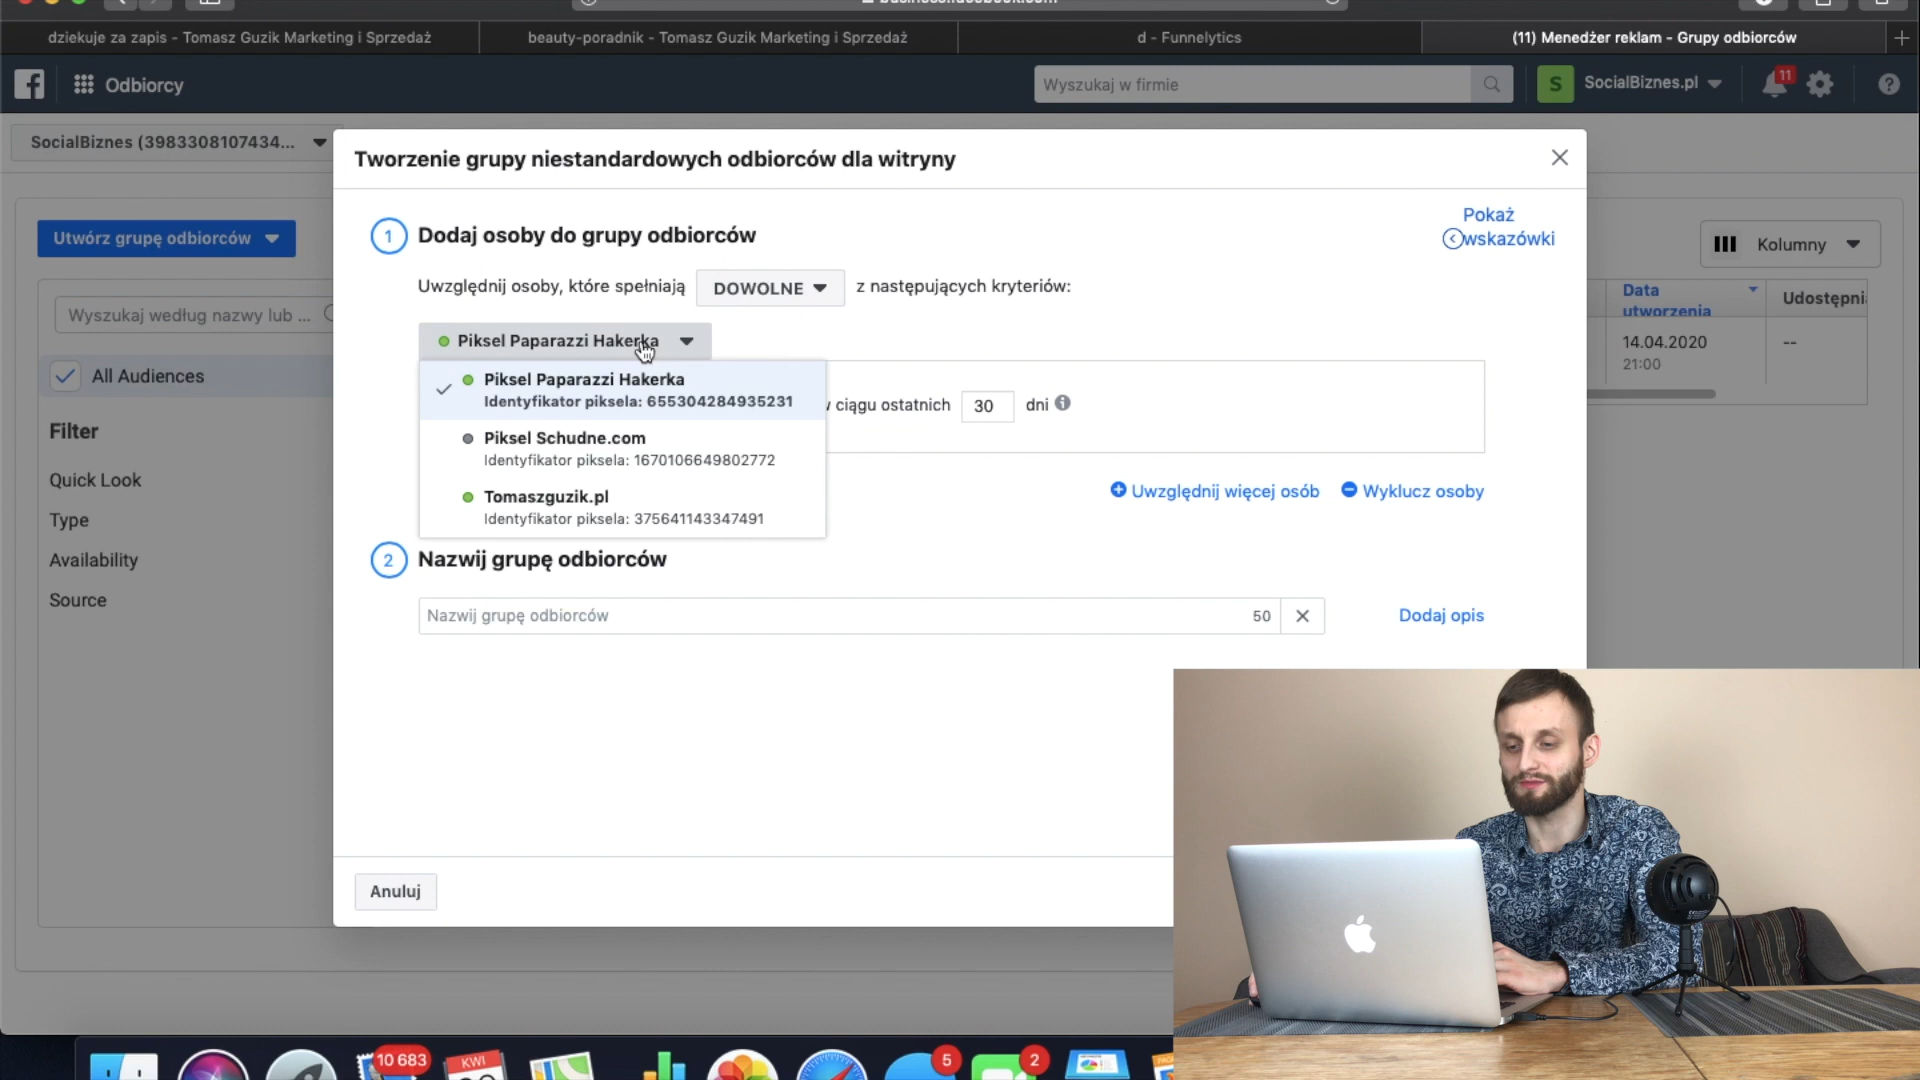 dziekuje za zapis - Tomasz Guzik Marketing i Sprzedaż
beauty-poradnik - Tomasz Guzik Marketing i Sprzedaż
d - Funnelytics
(11) Menedżer reklam - Grupy odbiorców
Odbiorcy
Wyszukaj w firmie
S
SocialBiznes.pl
11
SocialBiznes (3983308107434...
Tworzenie grupy niestandardowych odbiorców dla witryny
Utwórz grupę odbiorców
1
Dodaj osoby do grupy odbiorców
Pokaż
wskazówki
Kolumny
Uwzględnij osoby, które spełniają
DOWOLNE
z następujących kryteriów:
Data
utworzenia
Wyszukaj według nazwy lub ...
Piksel Paparazzi Hakerka
14.04.2020
--
21:00
All Audiences
Piksel Paparazzi Hakerka
Identyfikator piksela: 655304284935231
ciągu ostatnich
30
dni
Filter
Piksel Schudne.com
Identyfikator piksela: 1670106649802772
Quick Look
Tomaszguzik.pl
Identyfikator piksela: 375641143347491
Uwzględnij więcej osób
Wyklucz osoby
Type
Availability
Source
2
Nazwij grupę odbiorców
Nazwij grupę odbiorców
50
Dodaj opis
Anuluj
10 683
KWI
5
2